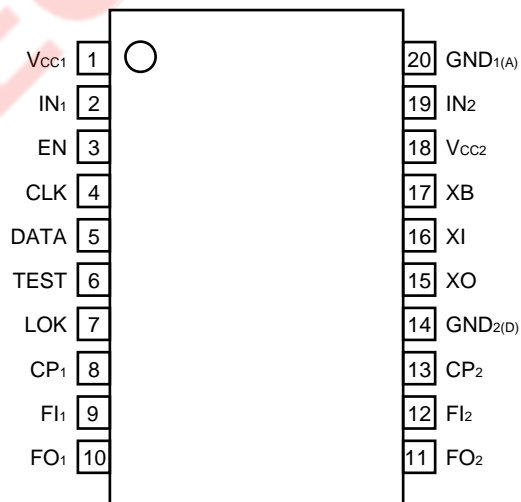 VCC1 1 20 GND1(A)
IN1 2 19 IN2
EN 3 18 VCC2
CLK 4 17 XB
DATA 5 16 XI
TEST 6 15 XO
LOK 7 14 GND2(D)
CP1 8 13 CP2
FI1 9 12 FI2
FO1 10 11 FO2